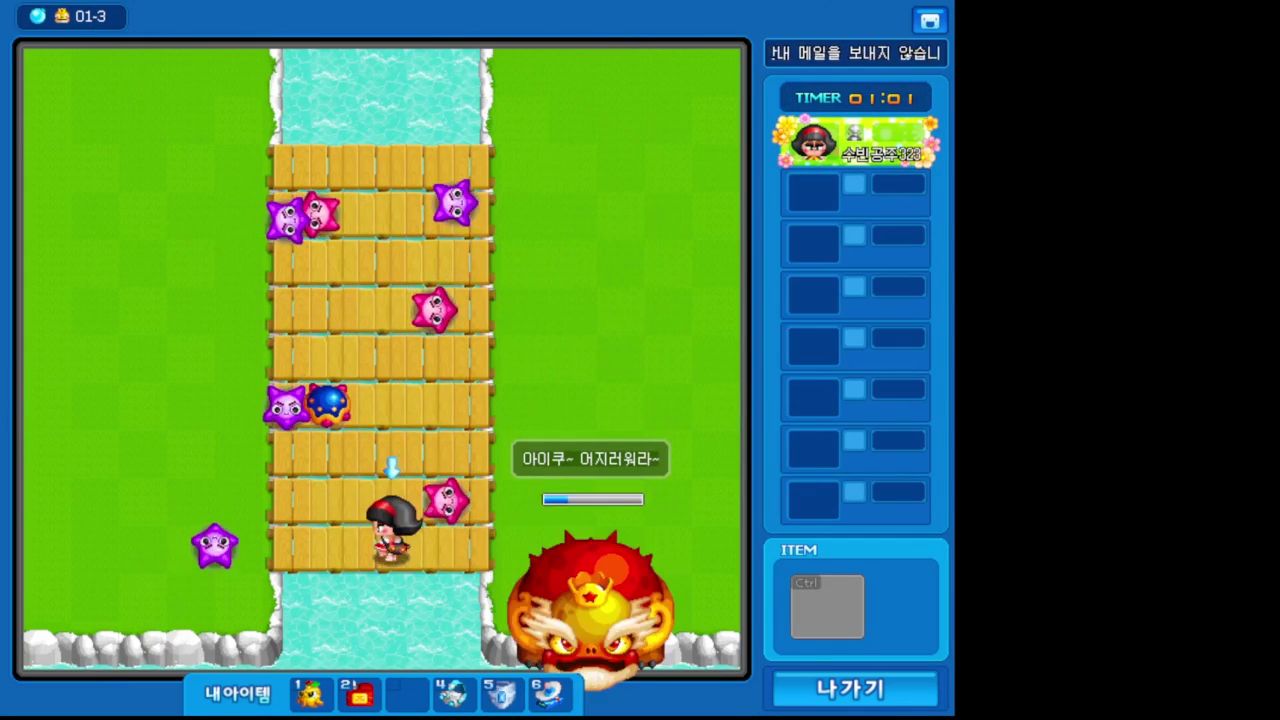 01-3
!내 메일을 보내지 않습니
TIMER 01:01
수빈공주323
아이쿠~ 어지러워라~
ITEM
Ctrl
내 아이템 1 2 4 5 6
나가기